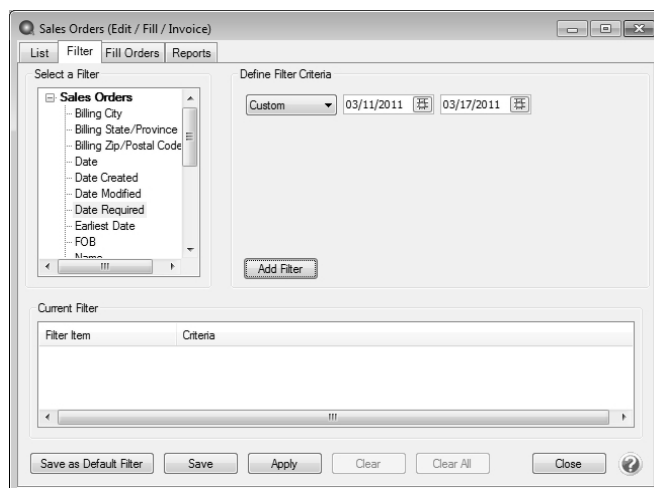 Sales Orders (Edit / Fill / Invoice)
List Filter Fill Orders Reports
Select a Filter
Sales Orders
Billing City
Billing State/Province
Billing Zip/Postal Code
Date
Date Created
Date Modified
Date Required
Earliest Date
FOB
Name
Define Filter Criteria
Custom 03/11/2011 03/17/2011
Add Filter
Current Filter
Filter Item Criteria
Save as Default Filter Save Apply Clear Clear All Close ?